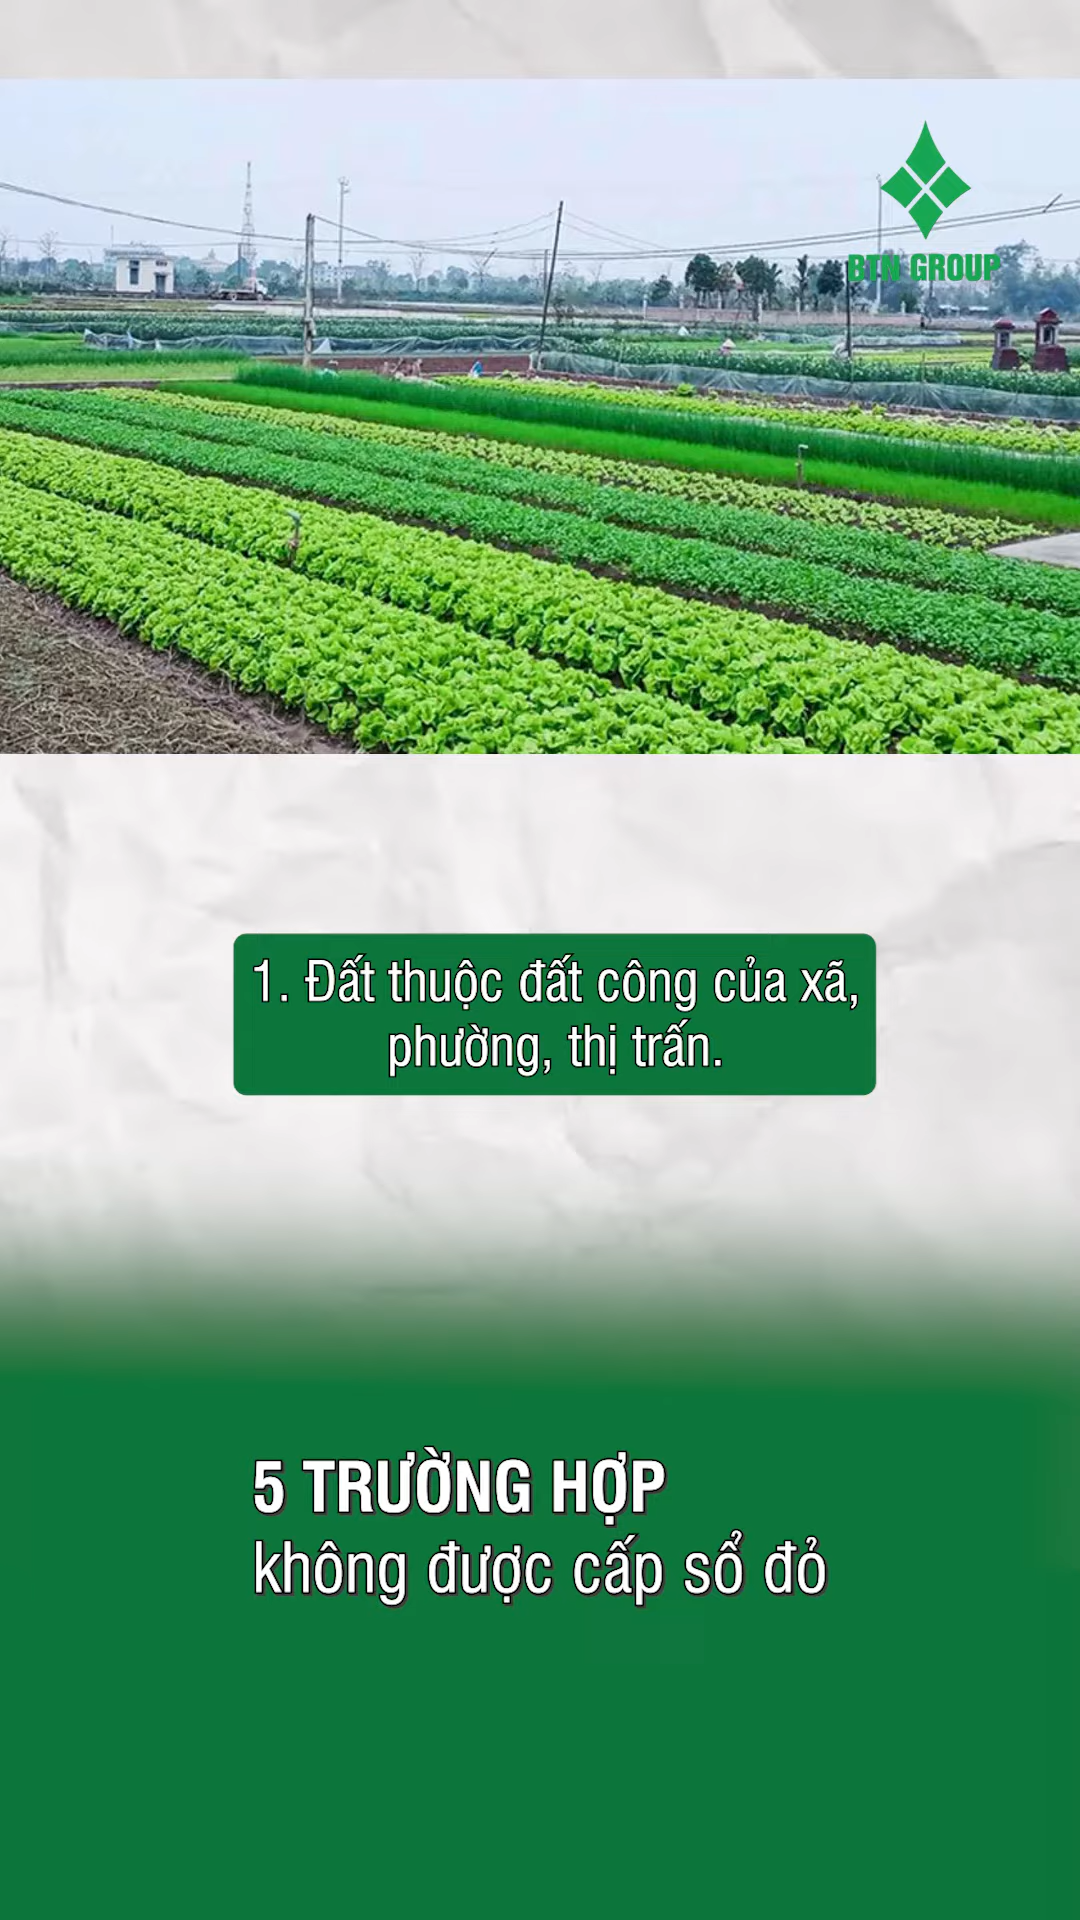 BTN GROUP
1. Đất thuộc đất công của xã,
phường, thị trấn.
5 TRƯỜNG HỢP
không được cấp sổ đỏ